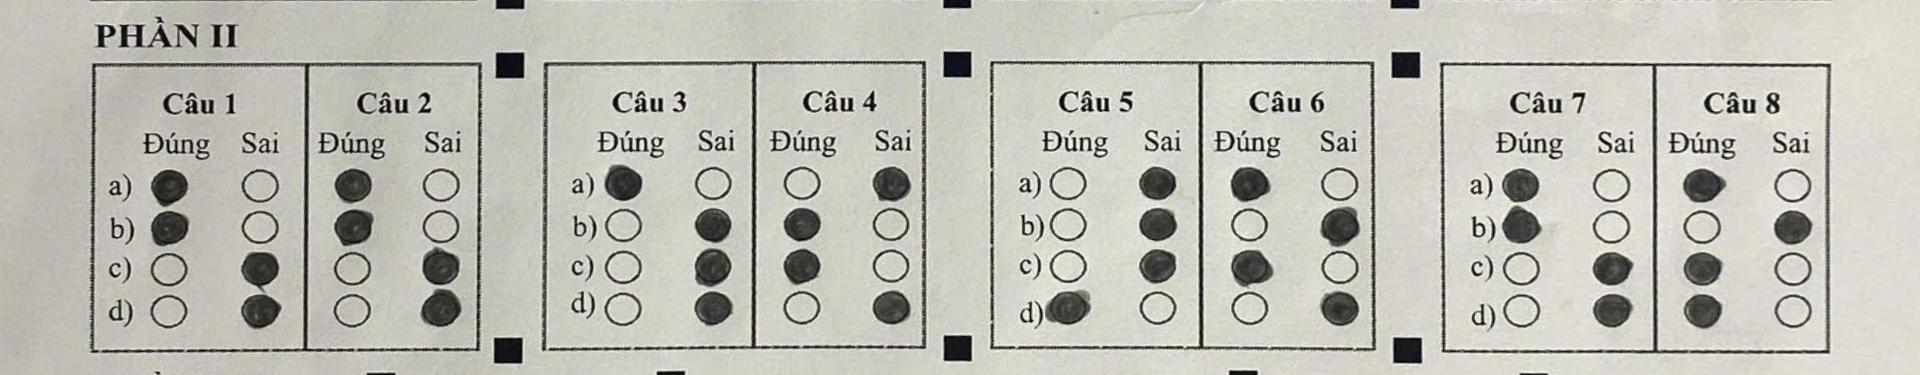 PHẦN II
Câu 1 Câu 2 Câu 3 Câu 4 Câu 5 Câu 6 Câu 7 Câu 8
Đúng Sai Đúng Sai Đúng Sai Đúng Sai Đúng Sai Đúng Sai Đúng Sai Đúng Sai
a) a) a) a)
b) b) b) b)
c) c) c) c)
d) d) d) d)